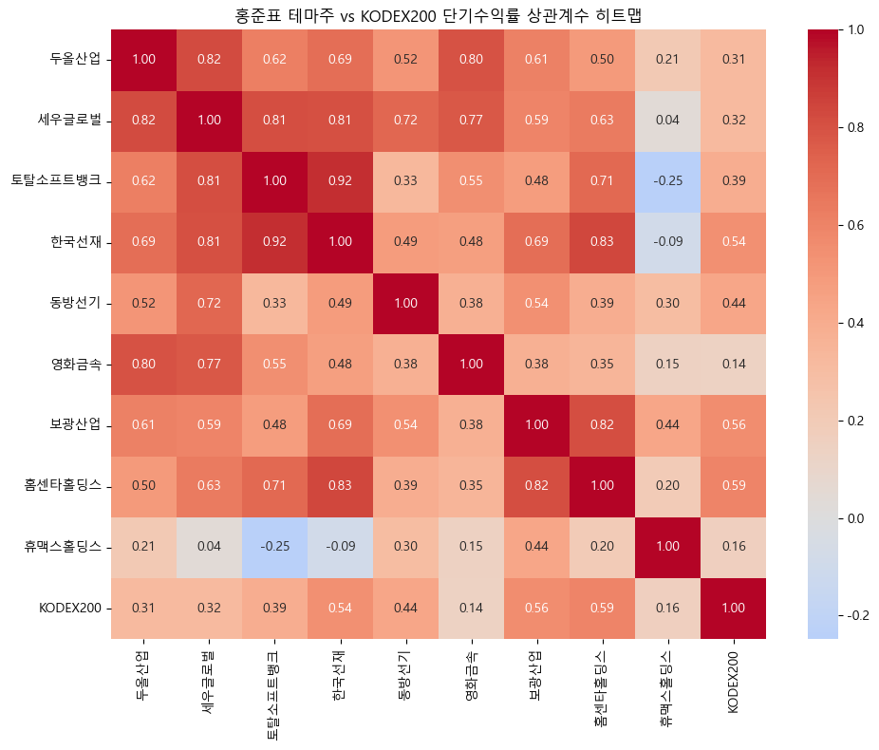 홍준표 테마주 vs KODEX200 단기수익률 상관계수 히트맵
두올산업 1.00 0.82 0.62 0.69 0.52 0.80 0.61 0.50 0.21 0.31
세우글로벌 0.82 1.00 0.81 0.81 0.72 0.77 0.59 0.63 0.04 0.32
토탈소프트뱅크 0.62 0.81 1.00 0.92 0.33 0.55 0.48 0.71 -0.25 0.39
한국선재 0.69 0.81 0.92 1.00 0.49 0.48 0.69 0.83 -0.09 0.54
동방선기 0.52 0.72 0.33 0.49 1.00 0.38 0.54 0.39 0.30 0.44
영화금속 0.80 0.77 0.55 0.48 0.38 1.00 0.38 0.35 0.15 0.14
보광산업 0.61 0.59 0.48 0.69 0.54 0.38 1.00 0.82 0.44 0.56
홈센타홀딩스 0.50 0.63 0.71 0.83 0.39 0.35 0.82 1.00 0.20 0.59
휴맥스홀딩스 0.21 0.04 -0.25 -0.09 0.30 0.15 0.44 0.20 1.00 0.16
KODEX200 0.31 0.32 0.39 0.54 0.44 0.14 0.56 0.59 0.16 1.00
두올산업 세우글로벌 토탈소프트뱅크 한국선재 동방선기 영화금속 보광산업 홈센타홀딩스 휴맥스홀딩스 KODEX200
1.0
0.8
0.6
0.4
0.2
0.0
-0.2